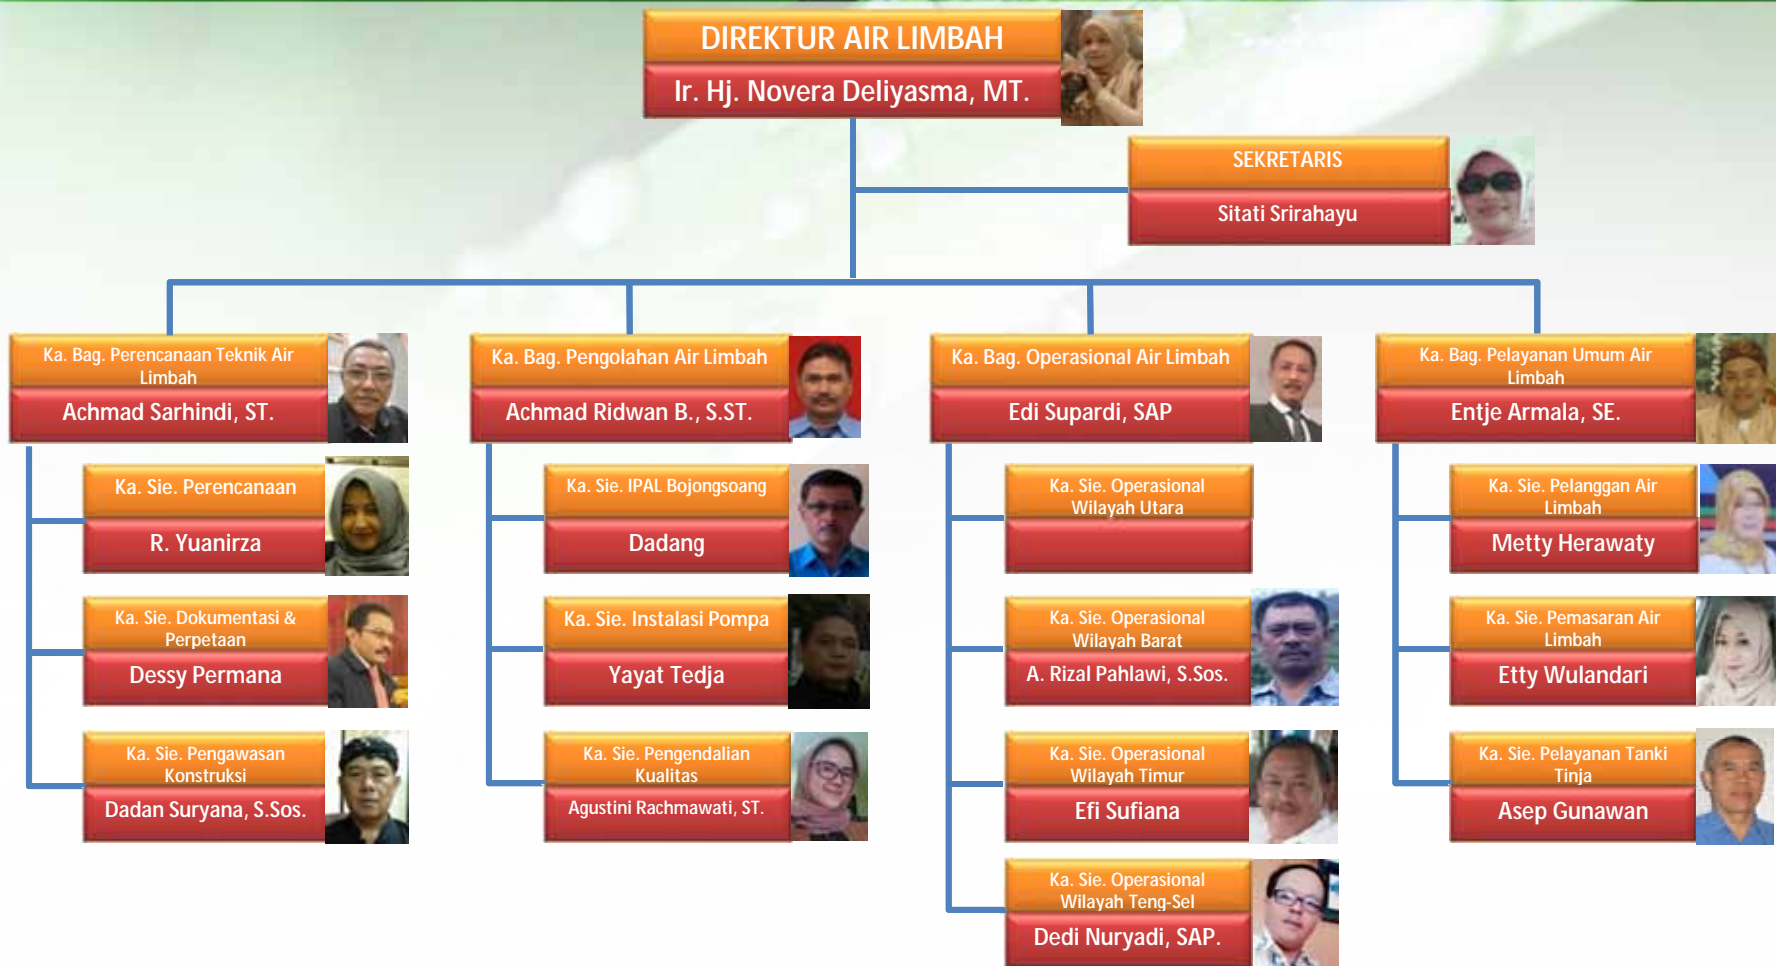 DIREKTUR AIR LIMBAH
Ir. Hj. Novera Deliyasma, MT.
SEKRETARIS
Sitati Srirahayu
Ka. Bag. Perencanaan Teknik Air
Limbah
Achmad Sarhindi, ST.
Ka. Sie. Perencanaan
R. Yuanirza
Ka. Sie. Dokumentasi &
Perpetaan
Dessy Permana
Ka. Sie. Pengawasan
Konstruksi
Dadan Suryana, S.Sos.
Ka. Bag. Pengolahan Air Limbah
Achmad Ridwan B., S.ST.
Ka. Sie. IPAL Bojongsoang
Dadang
Ka. Sie. Instalasi Pompa
Yayat Tedja
Ka. Sie. Pengendalian
Kualitas
Agustini Rachmawati, ST.
Ka. Bag. Operasional Air Limbah
Edi Supardi, SAP
Ka. Sie. Operasional
Wilayah Utara
Ka. Sie. Operasional
Wilayah Barat
A. Rizal Pahlawi, S.Sos.
Ka. Sie. Operasional
Wilayah Timur
Efi Sufiana
Ka. Sie. Operasional
Wilayah Teng-Sel
Dedi Nuryadi, SAP.
Ka. Bag. Pelayanan Umum Air
Limbah
Entje Armala, SE.
Ka. Sie. Pelanggan Air
Limbah
Metty Herawaty
Ka. Sie. Pemasaran Air
Limbah
Etty Wulandari
Ka. Sie. Pelayanan Tanki
Tinja
Asep Gunawan